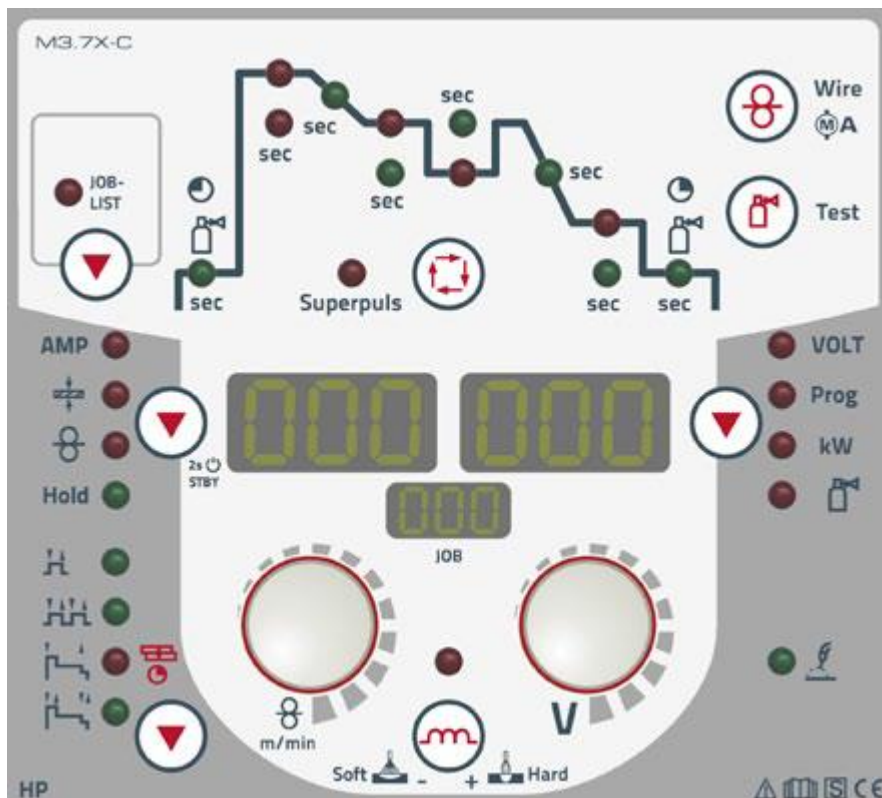 M3.7X-C
Wire
A
sec
sec
sec
sec
sec
JOB-
LIST
Test
sec
Superpuls
sec
sec
AMP
VOLT
Prog
kW
000
000
2s
STBY
Hold
000
JOB
m/min
V
Soft - + Hard
HP
S CE